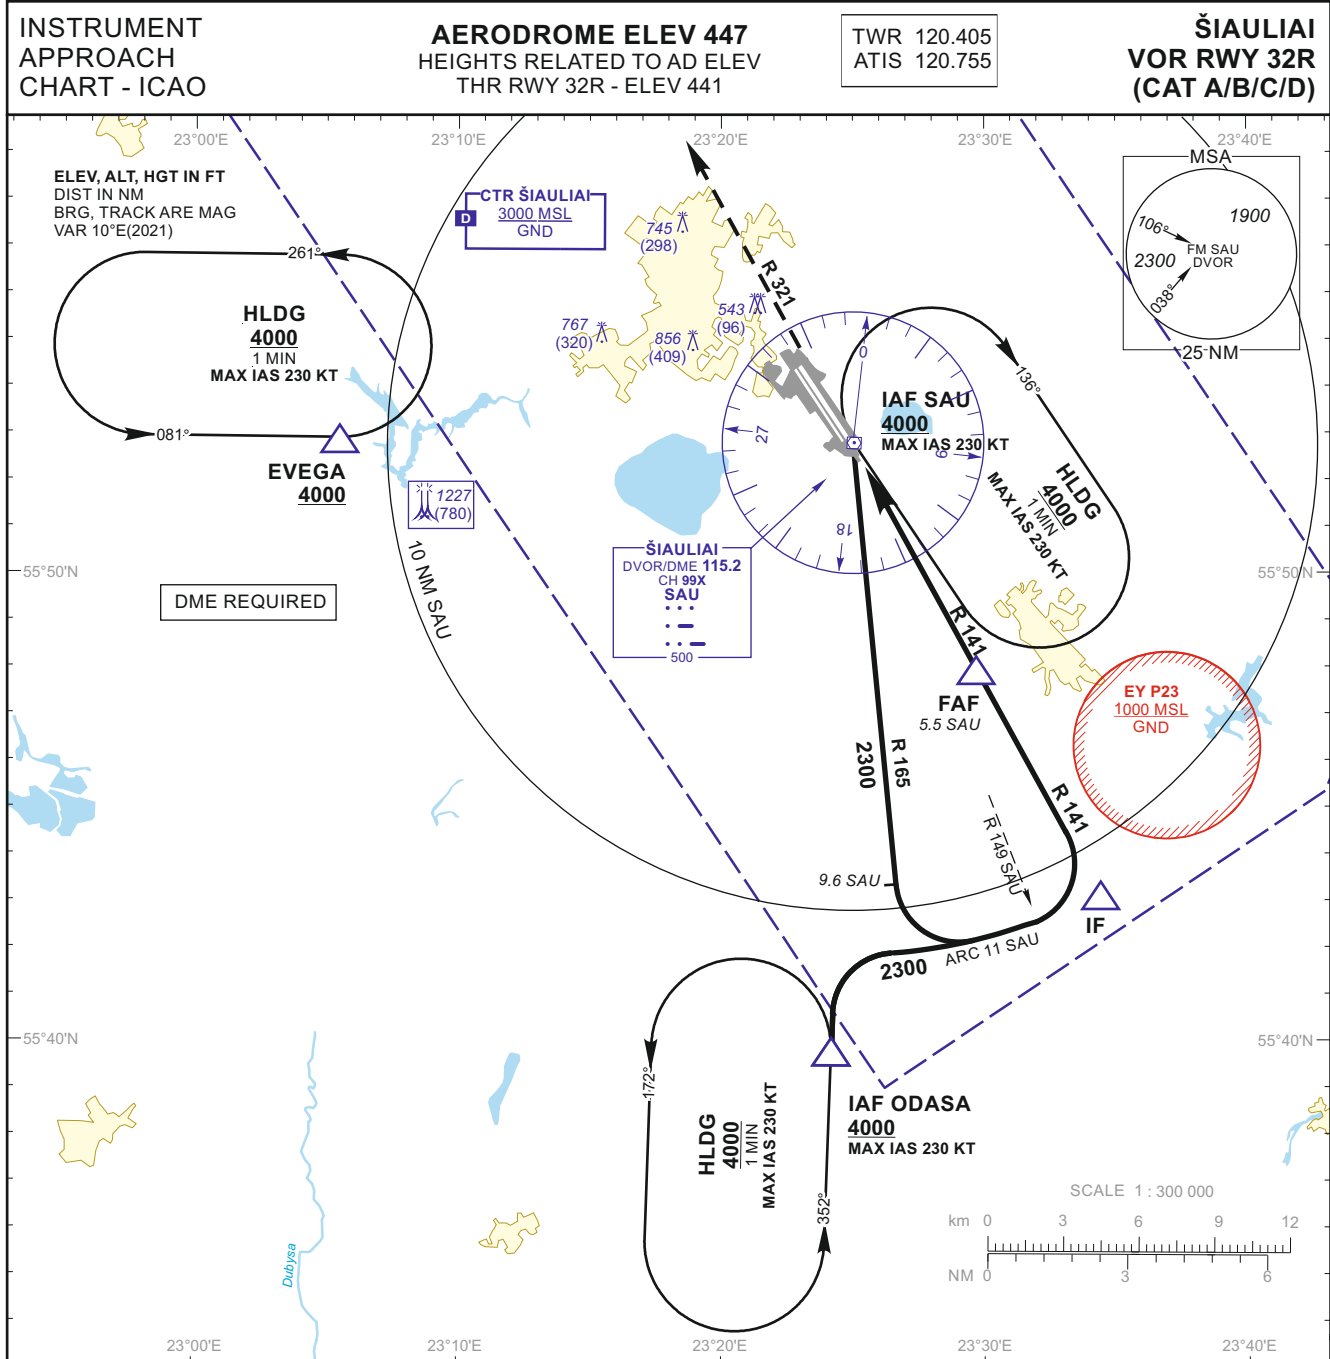 INSTRUMENT
APPROACH
CHART - ICAO
AERODROME ELEV 447
HEIGHTS RELATED TO AD ELEV
THR RWY 32R - ELEV 441
TWR 120.405
ATIS 120.755
ŠIAULIAI
VOR RWY 32R
(CAT A/B/C/D)
23°00'E
23°10'E
23°20'E
23°30'E
23°40'E
ELEV, ALT, HGT IN FT
DIST IN NM
BRG, TRACK ARE MAG
VAR 10°E(2021)
CTR ŠIAULIAI
D
3000 MSL
GND
745
(298)
MSA
106°
1900
FM SAU
DVOR
2300
038°
25 NM
261°
HLDG
4000
1 MIN
MAX IAS 230 KT
081°
EVEGA
4000
R 321
543
(96)
767
(320)
856
(409)
0
9
18
27
136°
IAF SAU
4000
MAX IAS 230 KT
HLDG
4000
1 MIN
MAX IAS 230 KT
1227
(780)
10 NM SAU
ŠIAULIAI
DVOR/DME 115.2
CH 99X
SAU
500
55°50'N
55°50'N
DME REQUIRED
R 141
FAF
5.5 SAU
EY P23
1000 MSL
GND
2300
R 165
R 141
R 149 SAU
9.6 SAU
IF
ARC 11 SAU
2300
55°40'N
55°40'N
172°
HLDG
4000
1 MIN
MAX IAS 230 KT
352°
IAF ODASA
4000
MAX IAS 230 KT
Dubysa
SCALE 1 : 300 000
km 0 3 6 9 12
NM 0 3 6
23°00'E
23°10'E
23°20'E
23°30'E
23°40'E